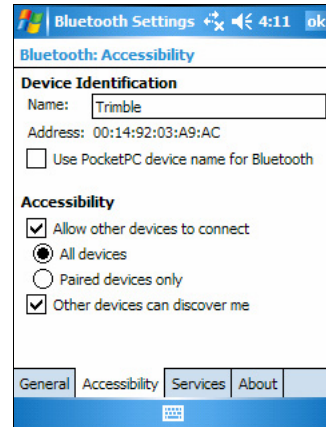 Bluetooth Settings 4:11 ok
Bluetooth: Accessibility
Device Identification
Name: Trimble
Address: 00:14:92:03:A9:AC
Use PocketPC device name for Bluetooth
Accessibility
Allow other devices to connect
All devices
Paired devices only
Other devices can discover me
General Accessibility Services About